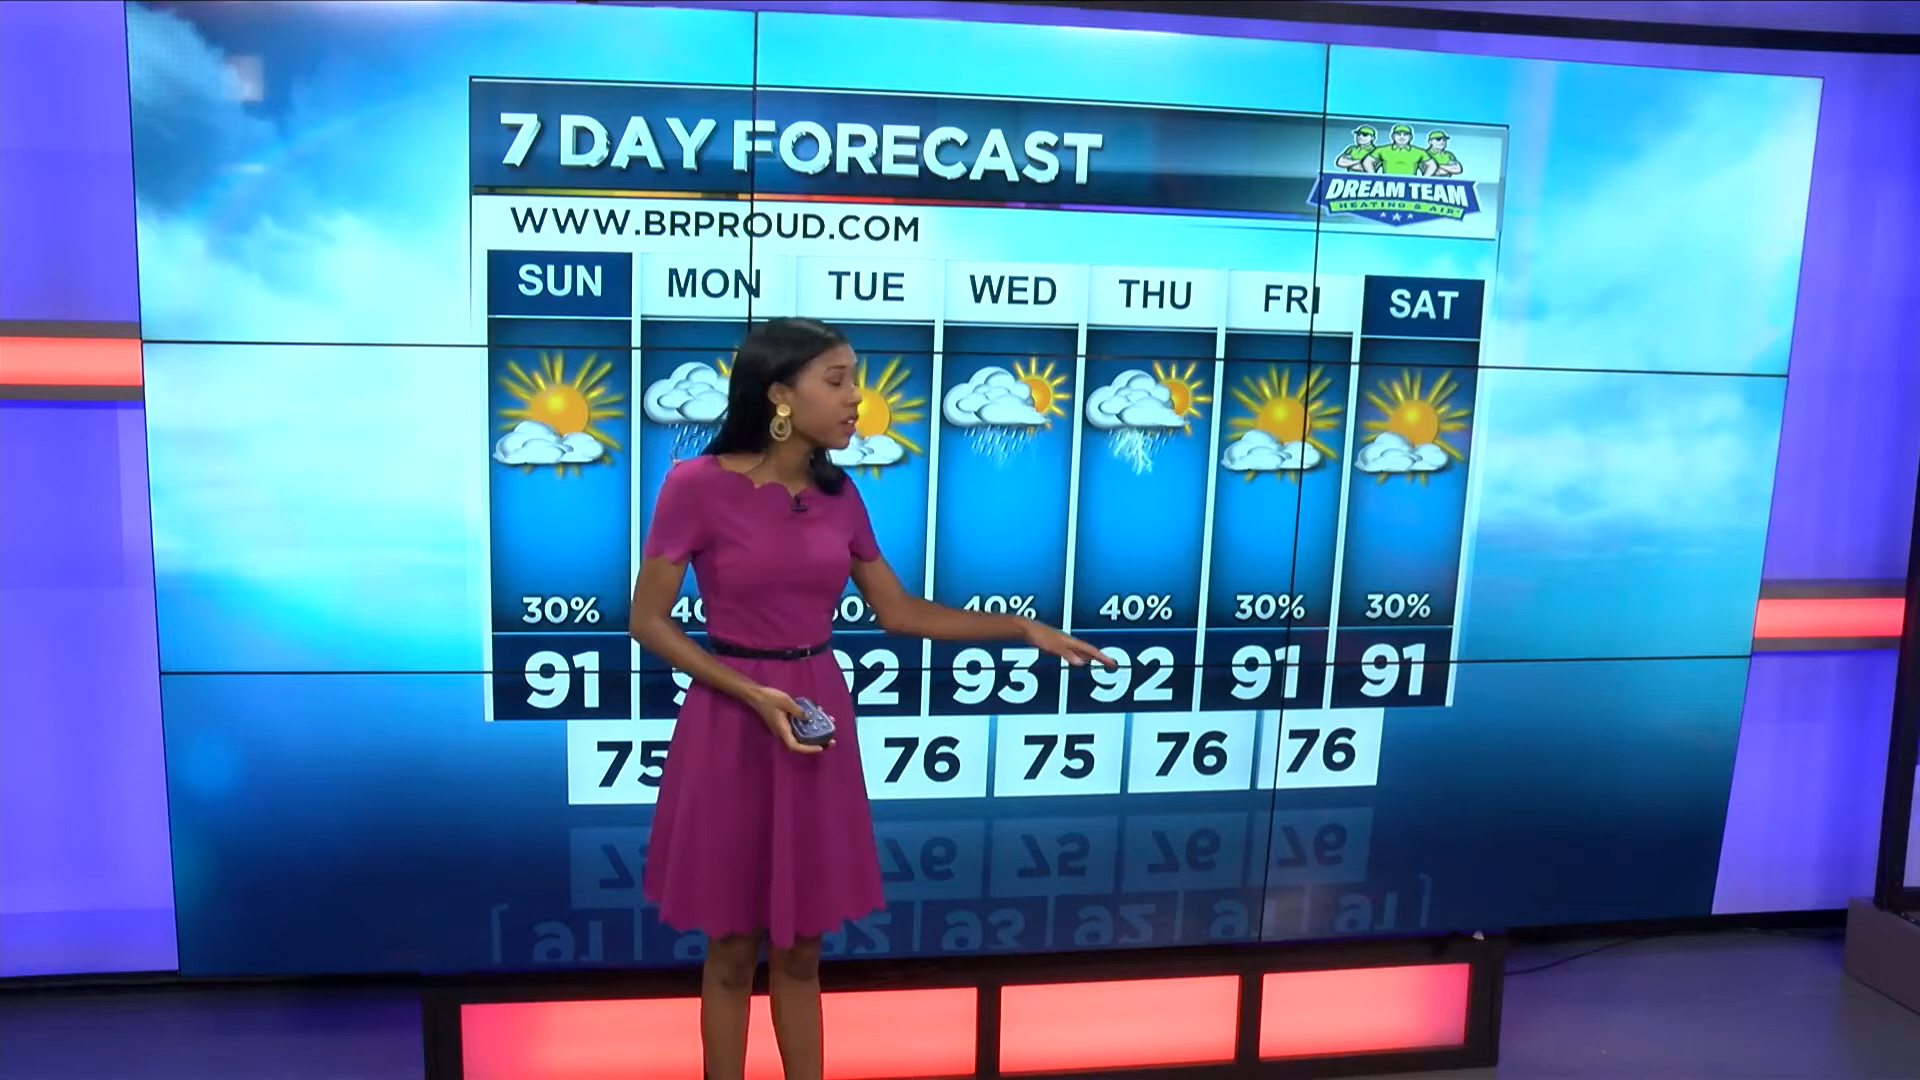 7 DAY FORECAST
DREAM TEAM
HEATING & AIR
WWW.BRPROUD.COM
SUN MON TUE WED THU FRI SAT
30% 40% 40% 30% 30%
91 92 93 92 91 91
76 75 76 76